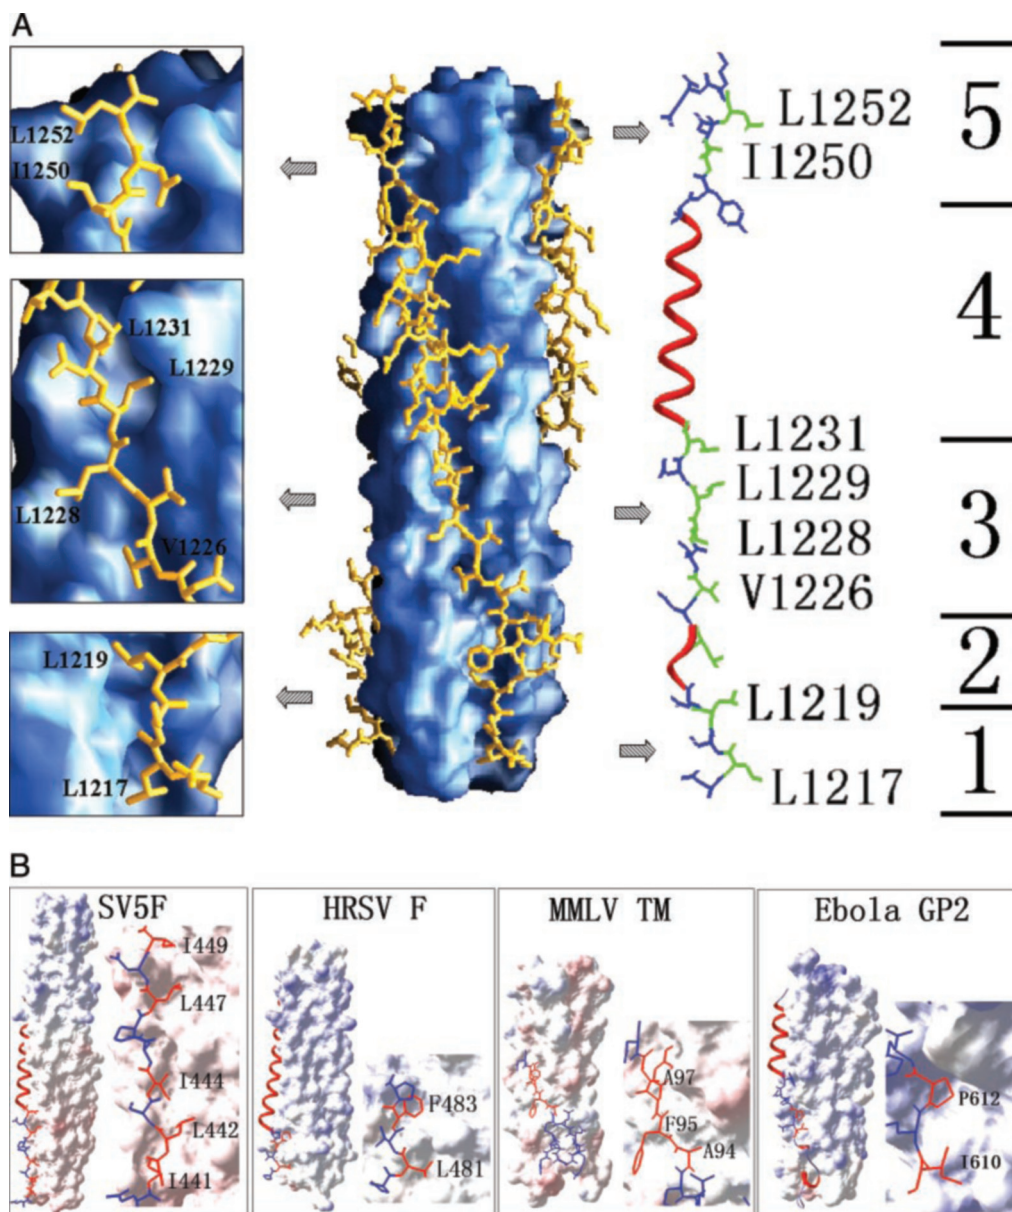 A
L1252
I1250
L1231
L1229
L1228
V1226
L1219
L1217
L1252
I1250
L1231
L1229
L1228
V1226
L1219
L1217
5
4
3
2
1
B
SV5F
I449
L447
I444
L442
I441
HRSV F
F483
L481
MMLV TM
A97
F95
A94
Ebola GP2
P612
I610